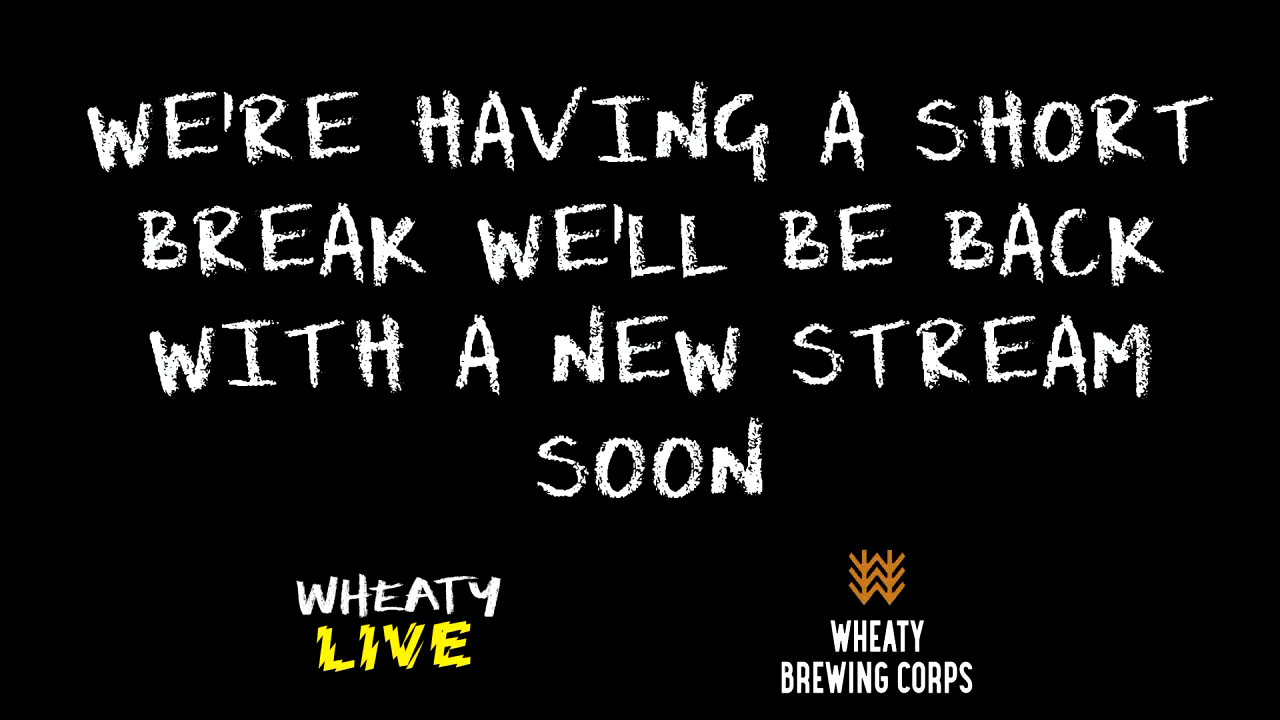 WE'RE HAVING A SHORT
BREAK WE'LL BE BACK
WITH A NEW STREAM
SOON
WHEATY
LIVE
WHEATY
BREWING CORPS